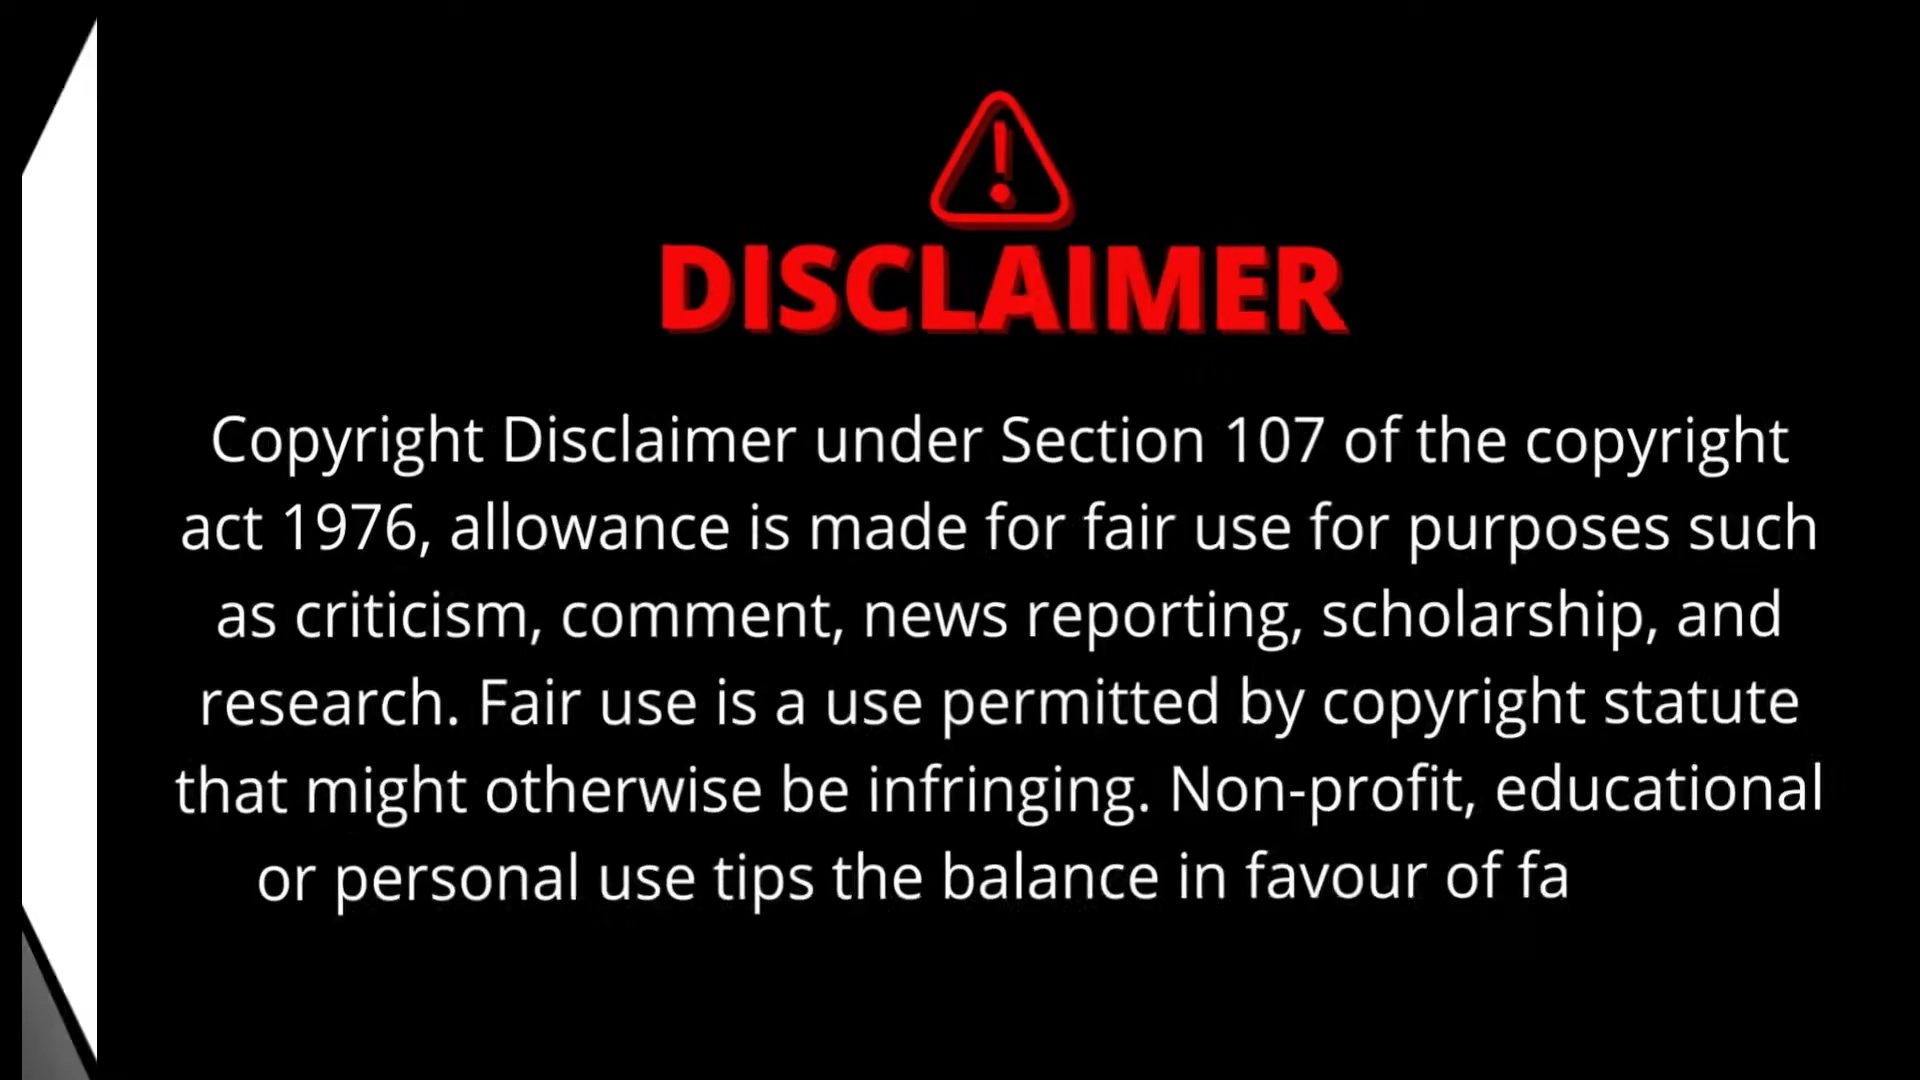 DISCLAIMER
Copyright Disclaimer under Section 107 of the copyright
act 1976, allowance is made for fair use for purposes such
as criticism, comment, news reporting, scholarship, and
research. Fair use is a use permitted by copyright statute
that might otherwise be infringing. Non-profit, educational
or personal use tips the balance in favour of fa